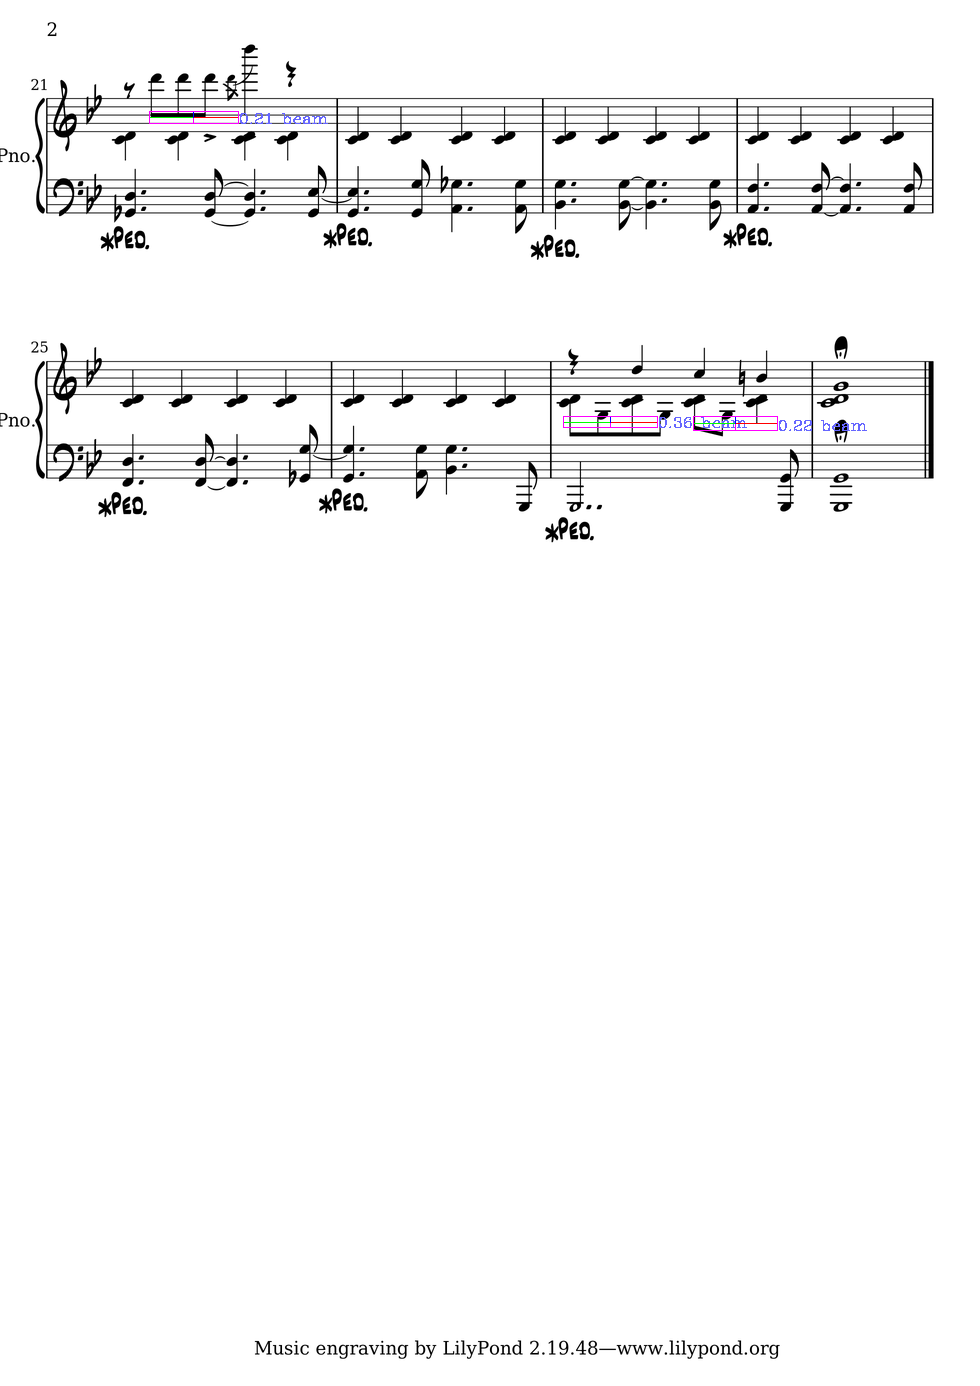 2
21
0.21 beam
Pno.
*PED.
*PED.
*PED.
*PED.
25
Pno.
0.36 beam
0.22 beam
*PED.
*PED.
*PED.
Music engraving by LilyPond 2.19.48—www.lilypond.org